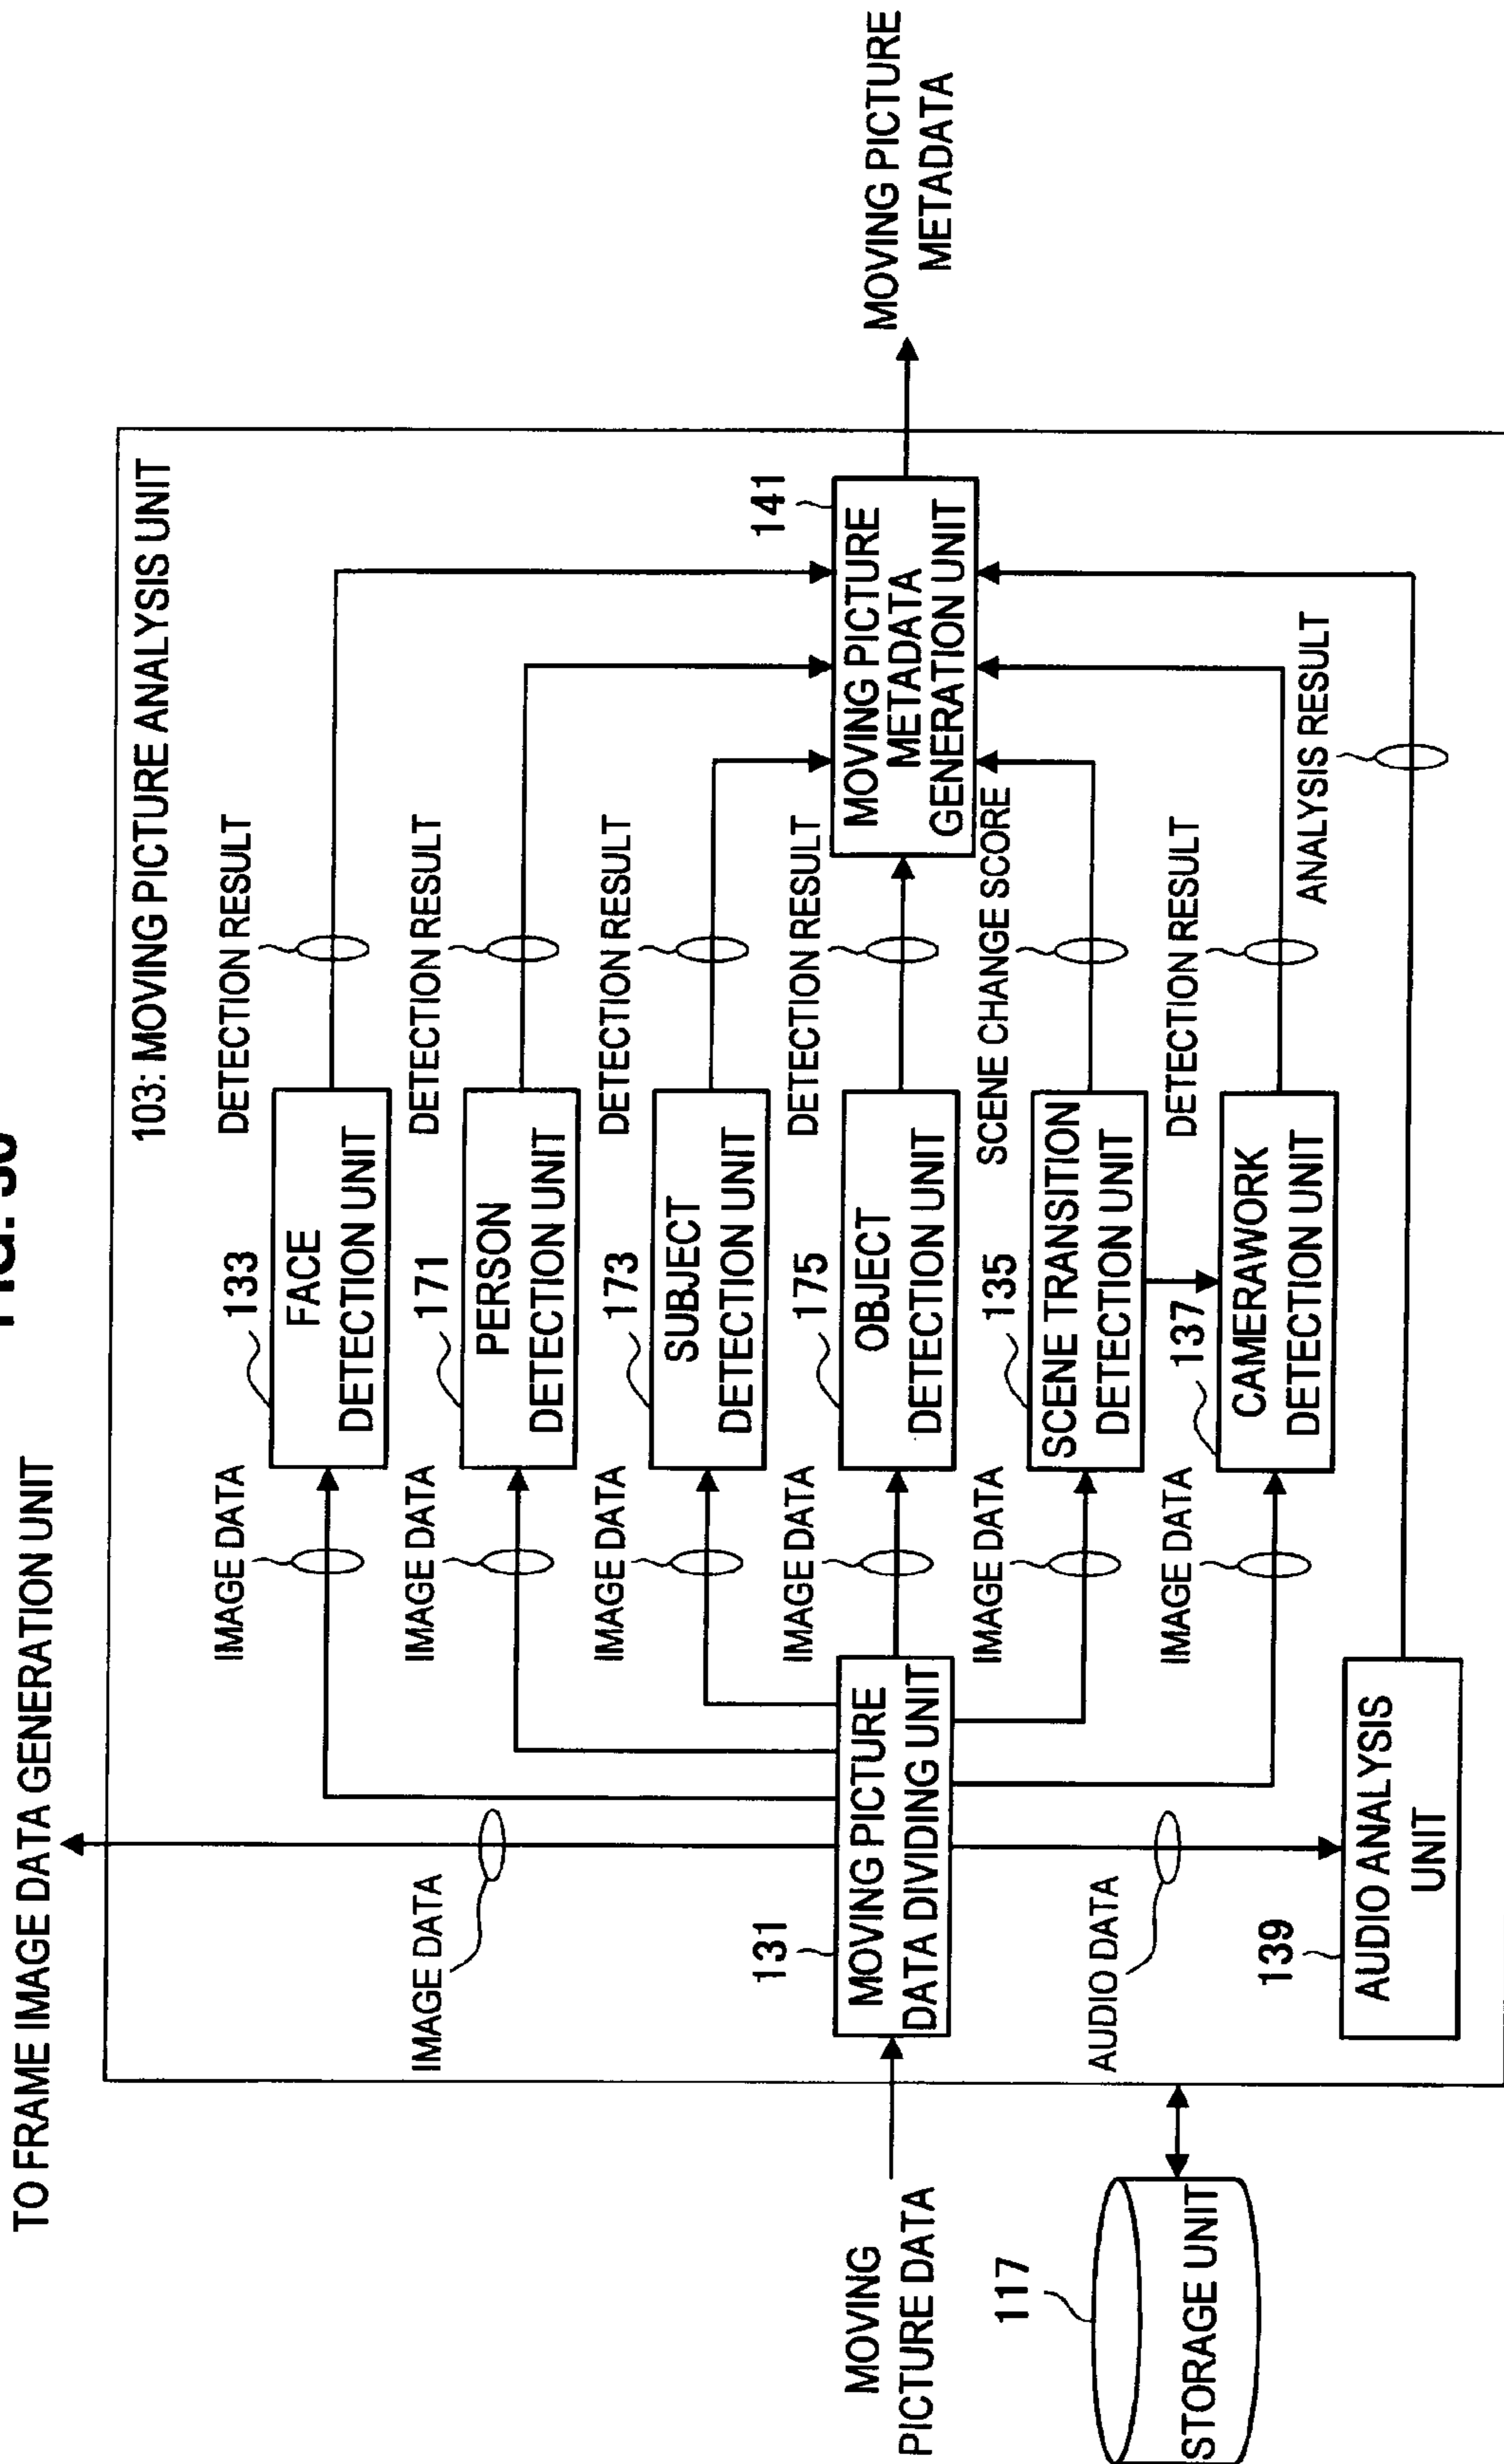 FIG.
TO FRAME IMAGE DATA GENERATION UNIT
103: MOVING PICTURE ANALYSIS UNIT
IMAGE DATA
133
DETECTION RESULT
FACE
DETECTION UNIT
IMAGE DATA
IMAGE DATA
171
DETECTION RESULT
PERSON
DETECTION UNIT
IMAGE DATA
173
DETECTION RESULT
SUBJECT
DETECTION UNIT
131
IMAGE DATA
175
DETECTION RESULT
141
MOVING
PICTURE DATA
MOVING PICTURE
DATA DIVIDING UNIT
OBJECT
DETECTION UNIT
MOVING PICTURE
METADATA
GENERATION UNIT
MOVING PICTURE
METADATA
117
STORAGE UNIT
IMAGE DATA
135
SCENE CHANGE SCORE
SCENE TRANSITION
DETECTION UNIT
AUDIO DATA
IMAGE DATA
137
DETECTION RESULT
CAMERAWORK
DETECTION UNIT
139
ANALYSIS RESULT
AUDIO ANALYSIS
UNIT